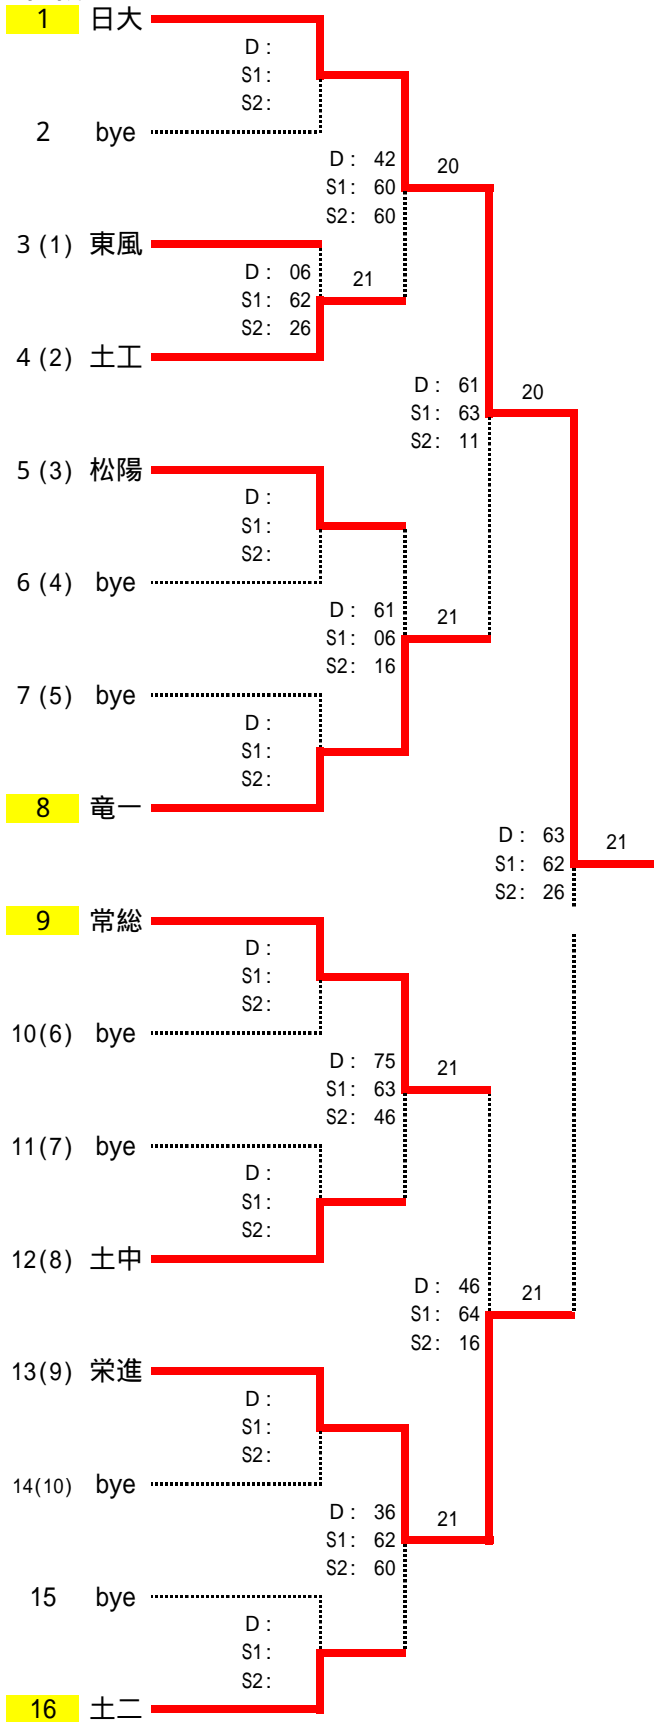 1 日大
D :
S1:
S2:
2 bye
D : 42 20
S1: 60
S2: 60
3 (1) 東風
D : 06 21
S1: 62
S2: 26
4 (2) 土工
D : 61 20
S1: 63
S2: 11
5 (3) 松陽
D :
S1:
S2:
6 (4) bye
D : 61 21
S1: 06
S2: 16
7 (5) bye
D :
S1:
S2:
8 竜一
D : 63 21
S1: 62
S2: 26
9 常総
D :
S1:
S2:
10(6) bye
D : 75 21
S1: 63
S2: 46
11(7) bye
D :
S1:
S2:
12(8) 土中
D : 46 21
S1: 64
S2: 16
13(9) 栄進
D :
S1:
S2:
14(10) bye
D : 36 21
S1: 62
S2: 60
15 bye
D :
S1:
S2:
16 土二